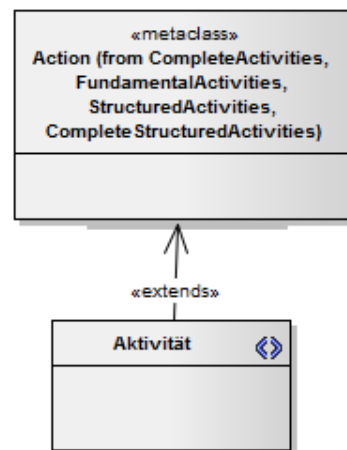 «metaclass»
Action (from CompleteActivities,
FundamentalActivities,
StructuredActivities,
CompleteStructuredActivities)
«extends»
Aktivität